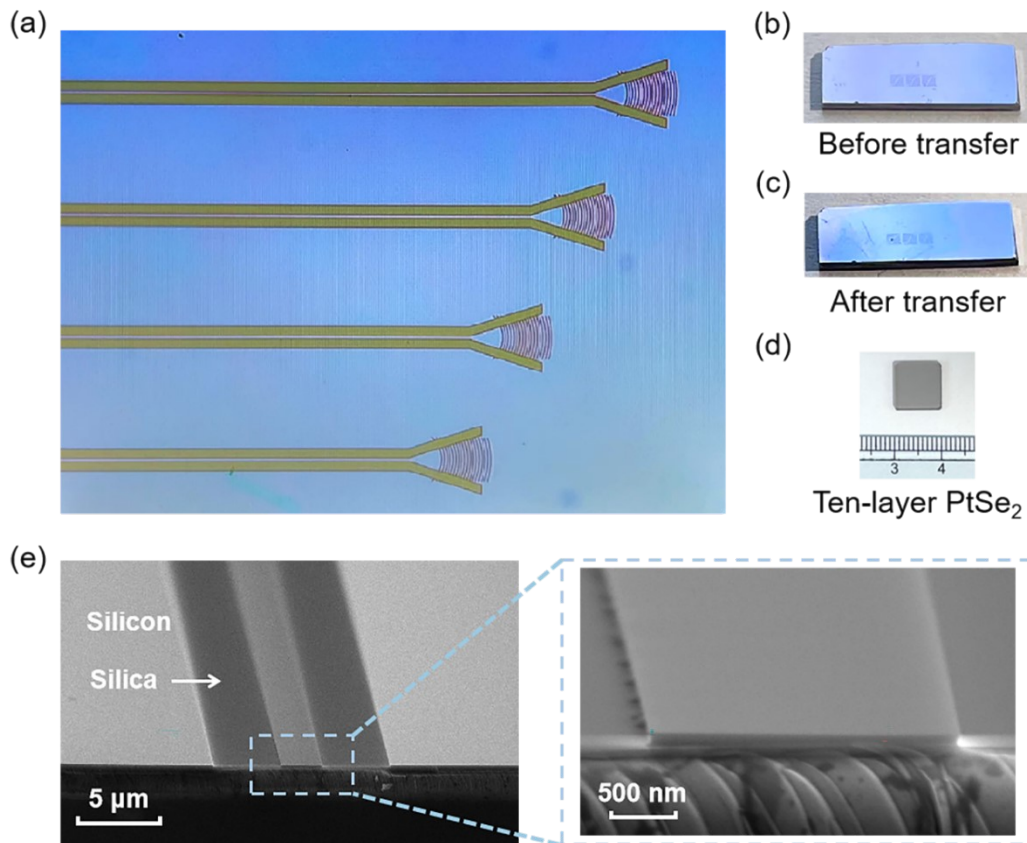 (a)
(b)
Before transfer
(c)
After transfer
(d)
3 4
Ten-layer PtSe₂
(e)
Silicon
Silica
5 μm
500 nm